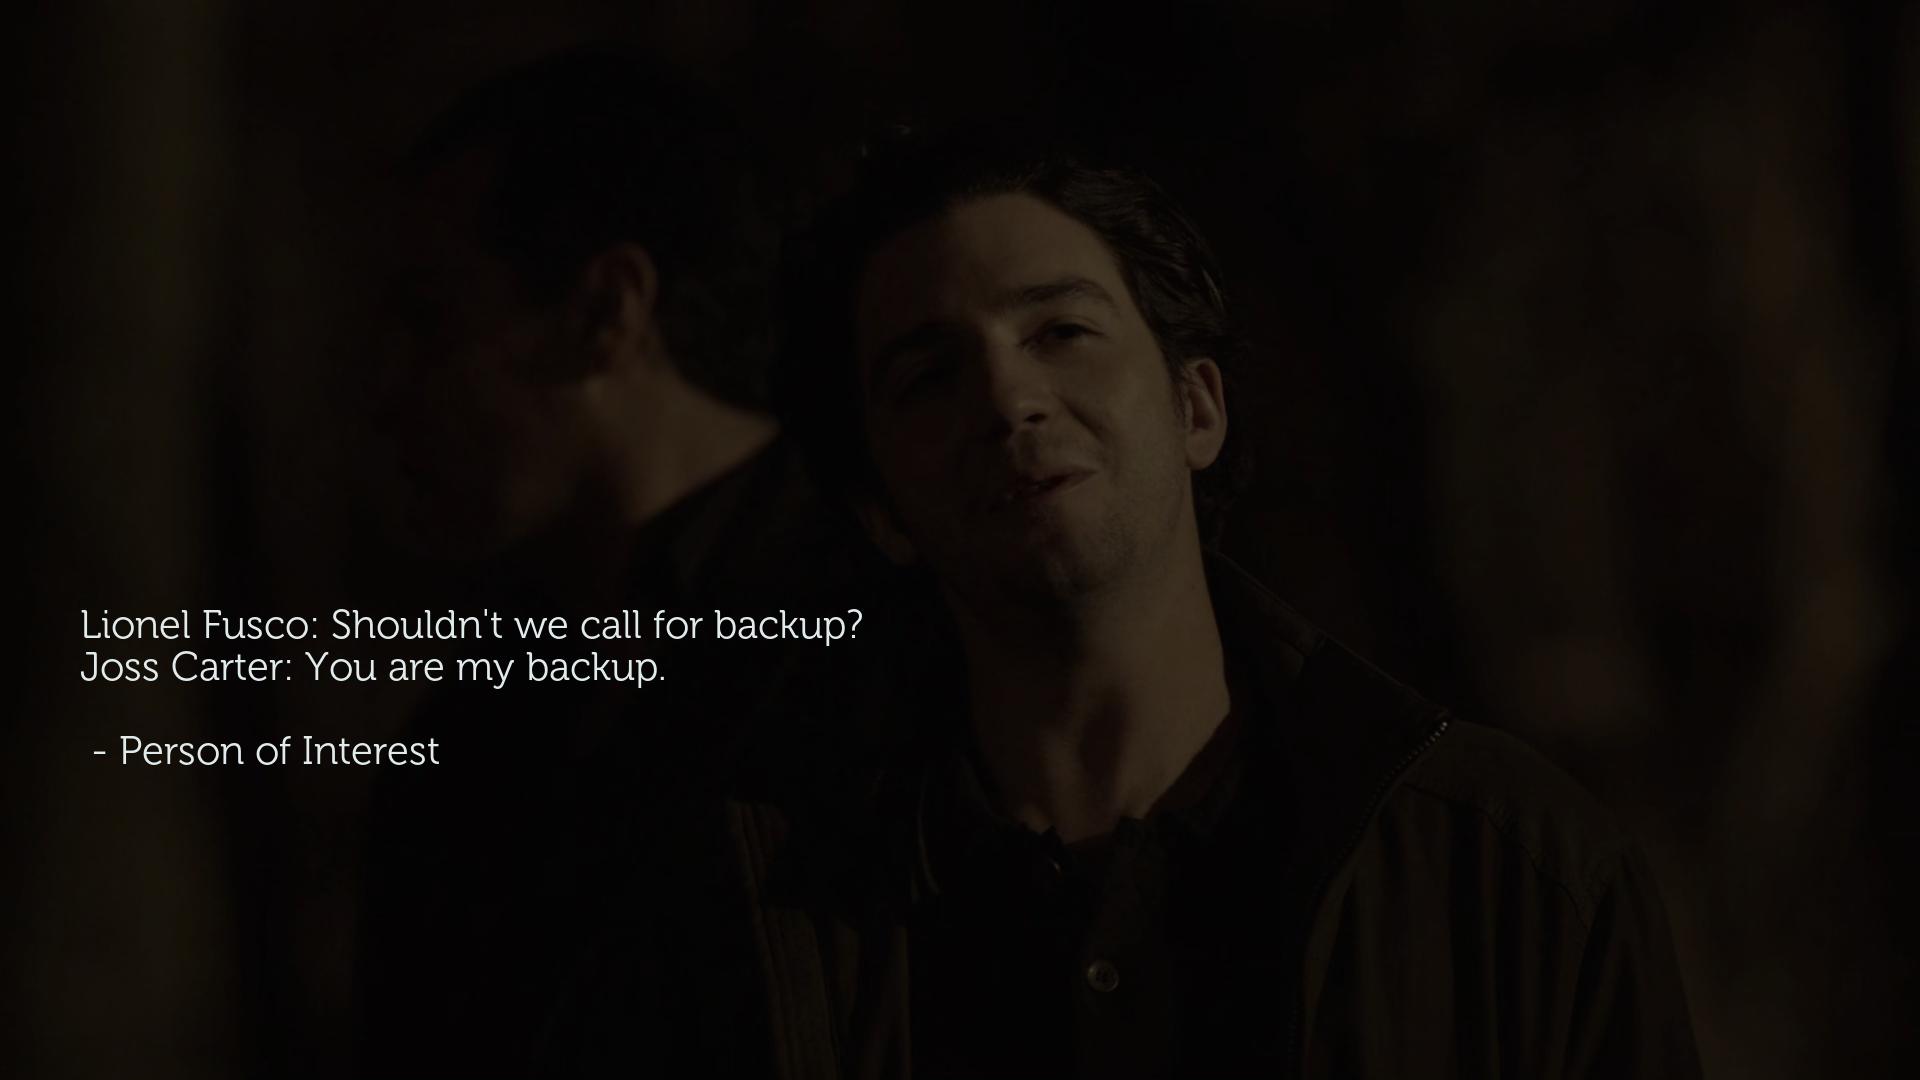 Lionel Fusco: Shouldn't we call for backup?
Joss Carter: You are my backup.
- Person of Interest